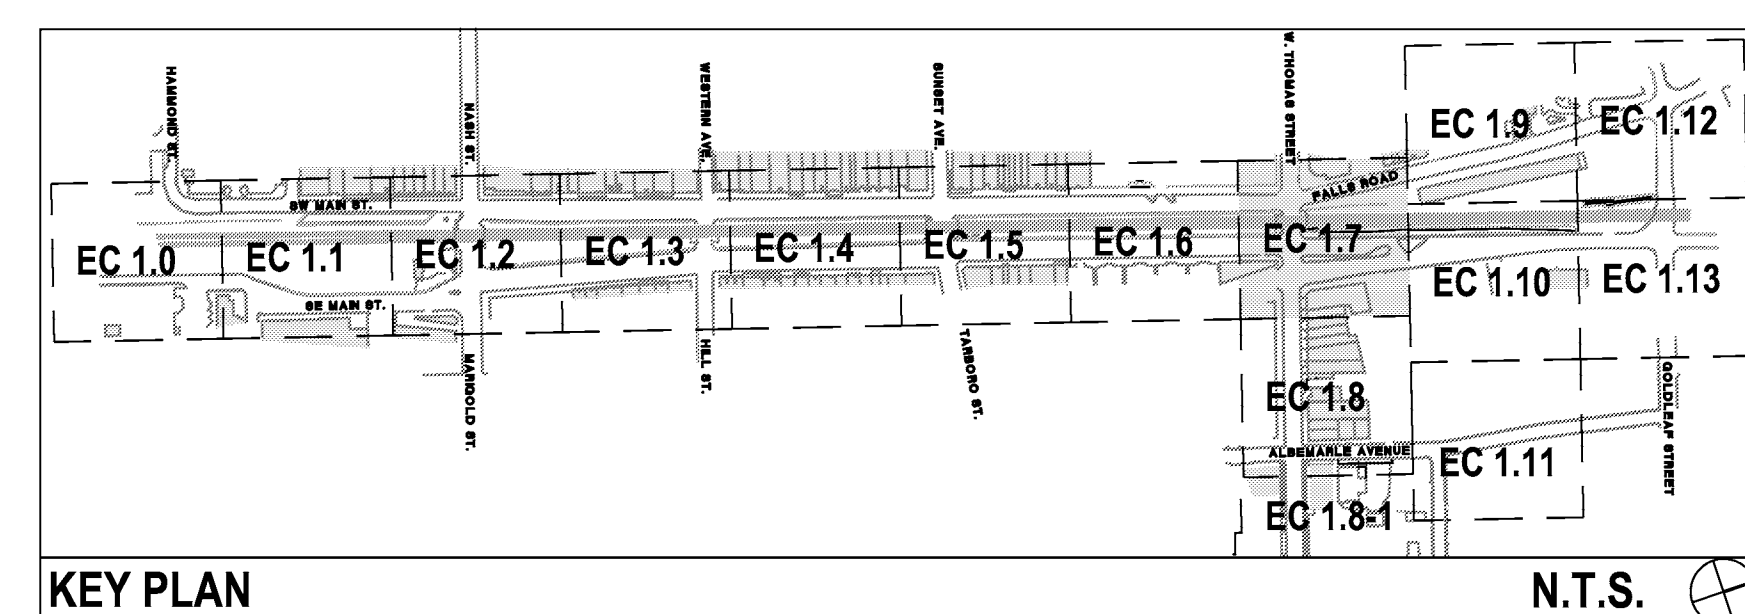 HAMMOND ST.
NASH ST.
WESTERN AVE.
SUNSET AVE.
W. THOMAS STREET
EC 1.9
EC 1.12
FALLS ROAD
SW MAIN ST.
EC 1.0
EC 1.1
EC 1.2
EC 1.3
EC 1.4
EC 1.5
EC 1.6
EC 1.7
EC 1.10
EC 1.13
SE MAIN ST.
MARIGOLD ST.
HILL ST.
TARBORO ST.
EC 1.8
GOLDLEAF STREET
ALBEMARLE AVENUE
EC 1.11
EC 1.8-1
KEY PLAN
N.T.S.